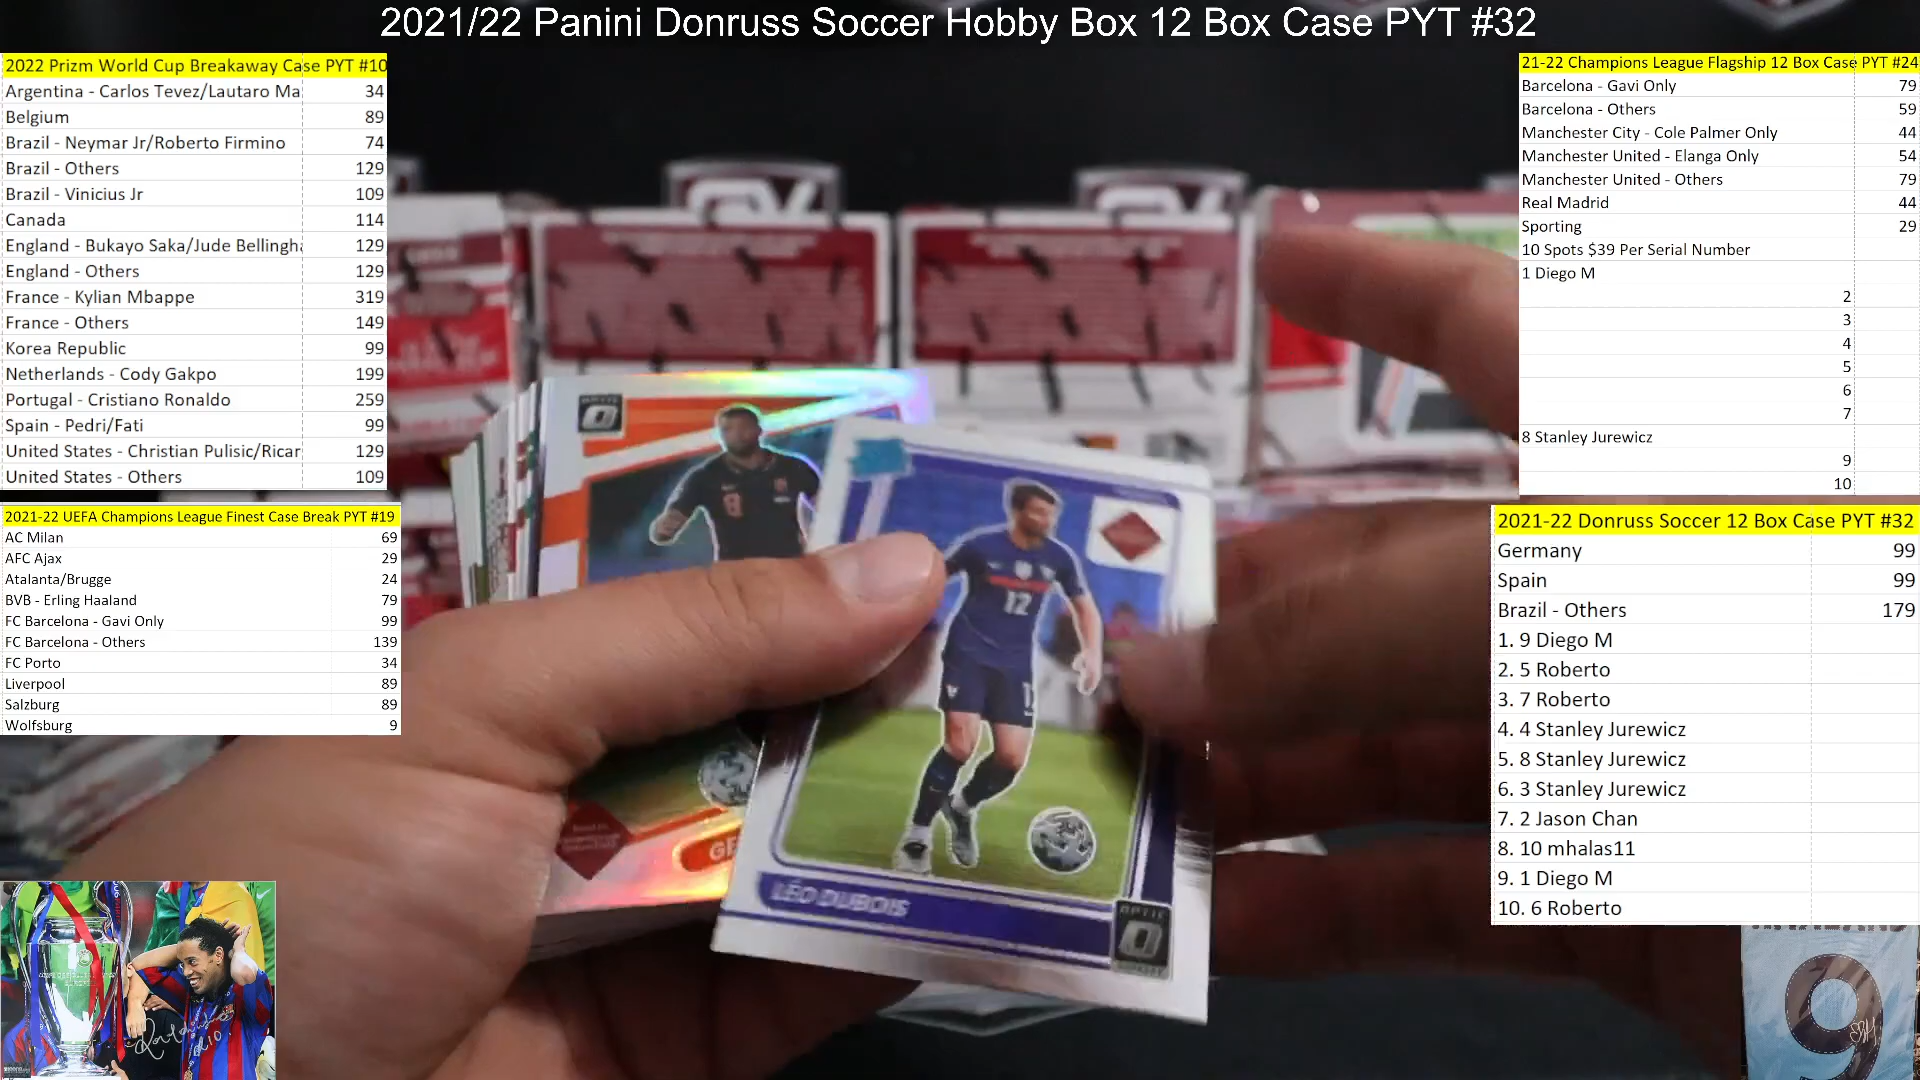 2021/22 Panini Donruss Soccer Hobby Box 12 Box Case PYT #32
2022 Prizm World Cup Breakaway Case PYT #10
Argentina - Carlos Tevez/Lautaro Ma 34
Belgium 89
Brazil - Neymar Jr/Roberto Firmino 74
Brazil - Others 129
Brazil - Vinicius Jr 109
Canada 114
England - Bukayo Saka/Jude Bellingha 129
England - Others 129
France - Kylian Mbappe 319
France - Others 149
Korea Republic 99
Netherlands - Cody Gakpo 199
Portugal - Cristiano Ronaldo 259
Spain - Pedri/Fati 99
United States - Christian Pulisic/Ricar 129
United States - Others 109
2021-22 UEFA Champions League Finest Case Break PYT #19
AC Milan 69
AFC Ajax 29
Atalanta/Brugge 24
BVB - Erling Haaland 79
FC Barcelona - Gavi Only 99
FC Barcelona - Others 139
FC Porto 34
Liverpool 89
Salzburg 89
Wolfsburg 9
OPTIC
8
12
12
GE
LÉO DUBOIS
OPTIC
21-22 Champions League Flagship 12 Box Case PYT #24
Barcelona - Gavi Only 79
Barcelona - Others 59
Manchester City - Cole Palmer Only 44
Manchester United - Elanga Only 54
Manchester United - Others 79
Real Madrid 44
Sporting 29
10 Spots $39 Per Serial Number
1 Diego M
2
3
4
5
6
7
8 Stanley Jurewicz
9
10
2021-22 Donruss Soccer 12 Box Case PYT #32
Germany 99
Spain 99
Brazil - Others 179
1. 9 Diego M
2. 5 Roberto
3. 7 Roberto
4. 4 Stanley Jurewicz
5. 8 Stanley Jurewicz
6. 3 Stanley Jurewicz
7. 2 Jason Chan
8. 10 mhalas11
9. 1 Diego M
10. 6 Roberto
9